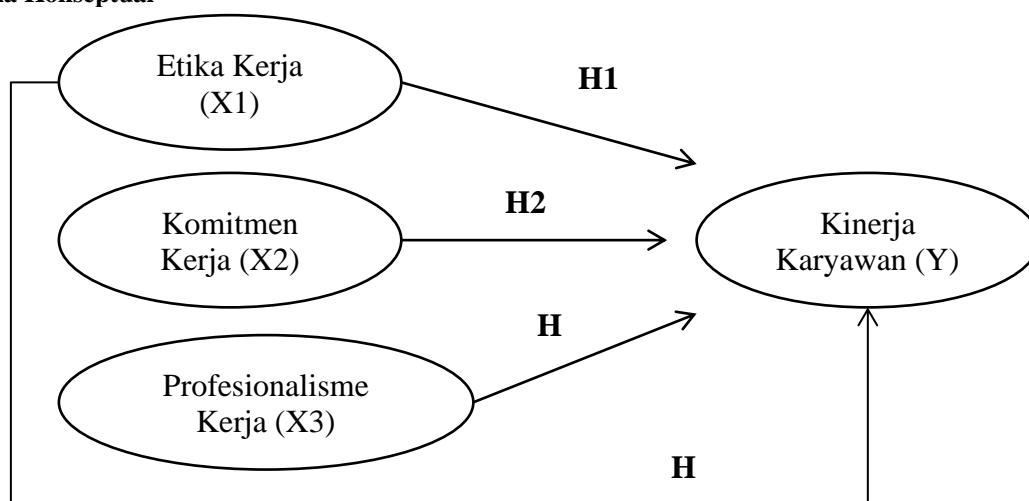 Konseptual
Etika Kerja
(X1)
H1
Komitmen
Kerja (X2)
H2
Kinerja
Karyawan (Y)
H
Profesionalisme
Kerja (X3)
H